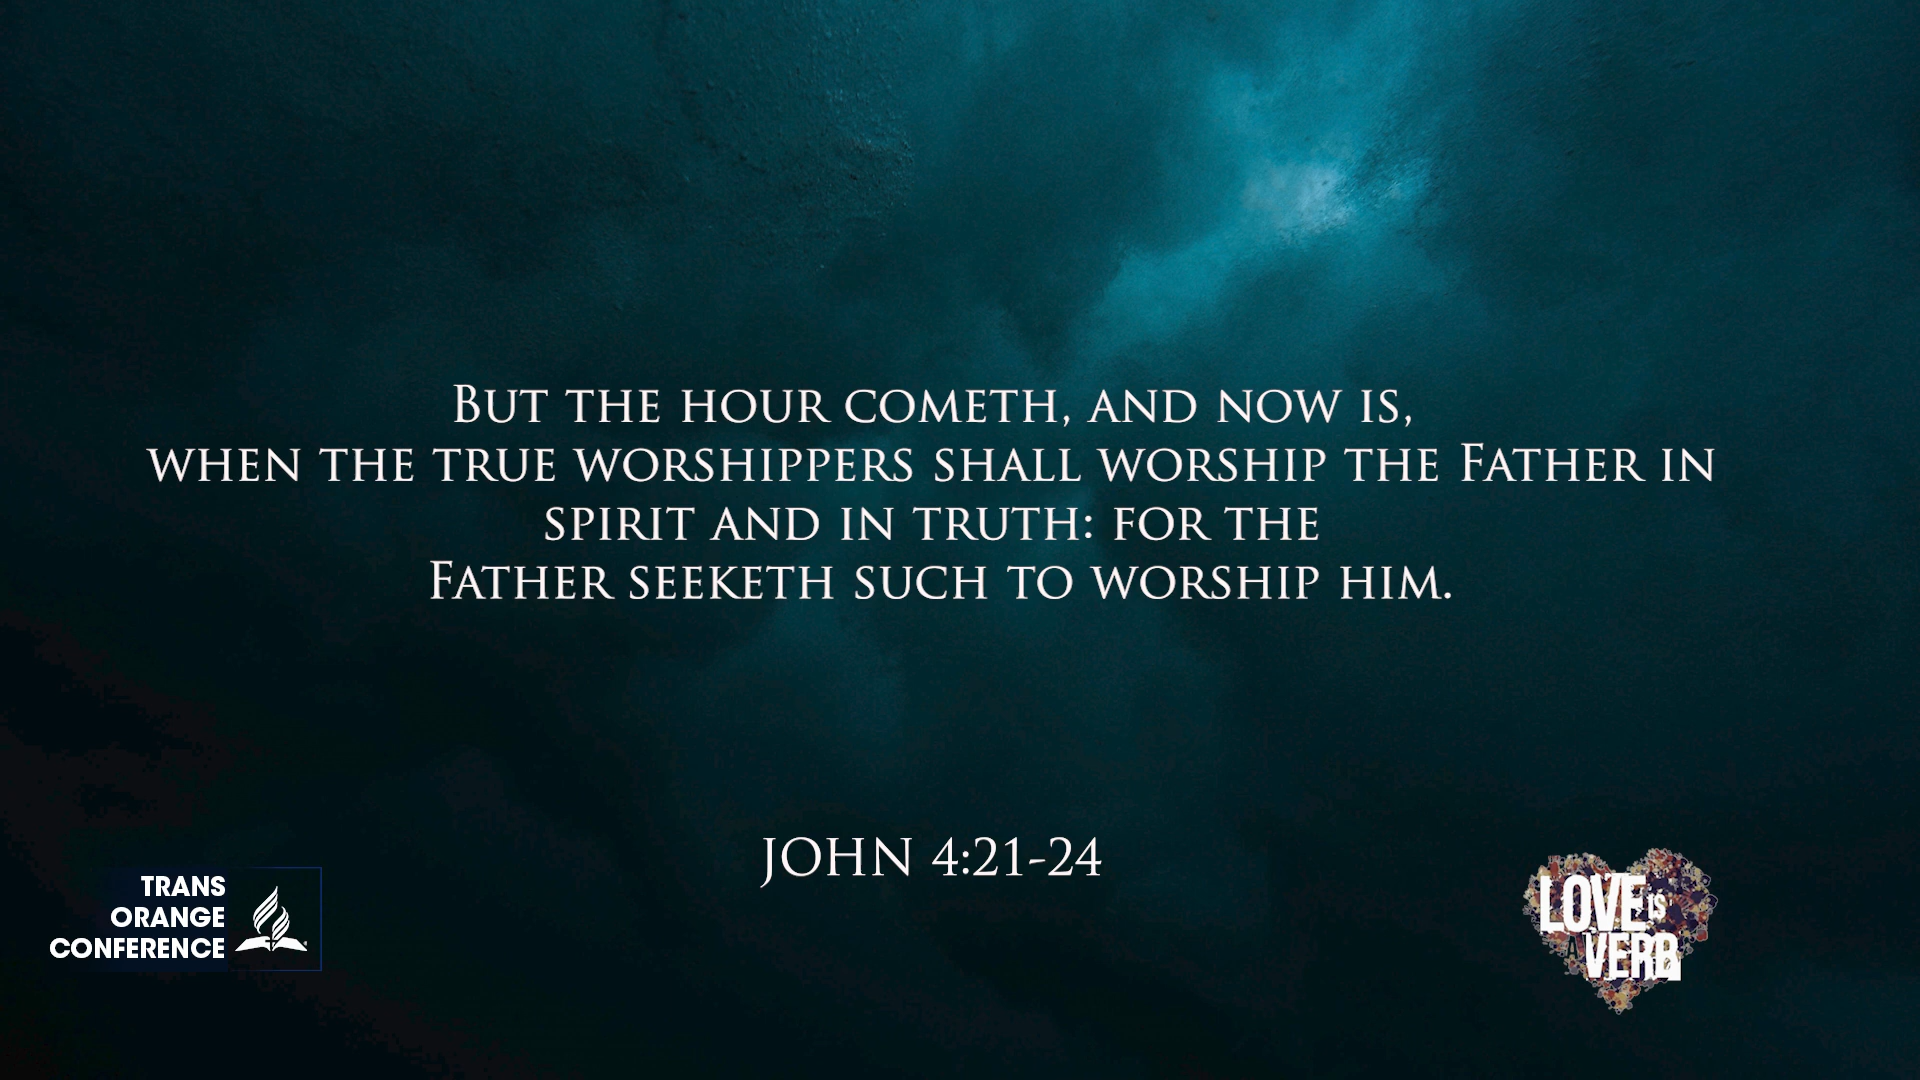 But the hour cometh, and now is,
when the true worshippers shall worship the Father in
spirit and in truth: for the
Father seeketh such to worship him.
JOHN 4:21-24
TRANS
ORANGE
CONFERENCE
LOVE IS
A VERB